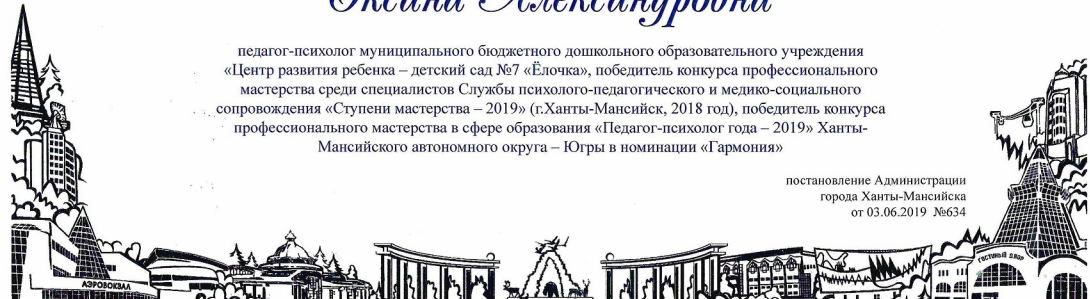 Оксана Александровна
педагог-психолог муниципального бюджетного дошкольного образовательного учреждения
«Центр развития ребенка – детский сад №7 «Ёлочка», победитель конкурса профессионального
мастерства среди специалистов Службы психолого-педагогического и медико-социального
сопровождения «Ступени мастерства – 2019» (г.Ханты-Мансийск, 2018 год), победитель конкурса
профессионального мастерства в сфере образования «Педагог-психолог года – 2019» Ханты-
Мансийского автономного округа – Югры в номинации «Гармония»
постановление Администрации
города Ханты-Мансийска
от 03.06.2019 №634
АЭРОВОКЗАЛ
ГОСТИНЫЙ ДВОР